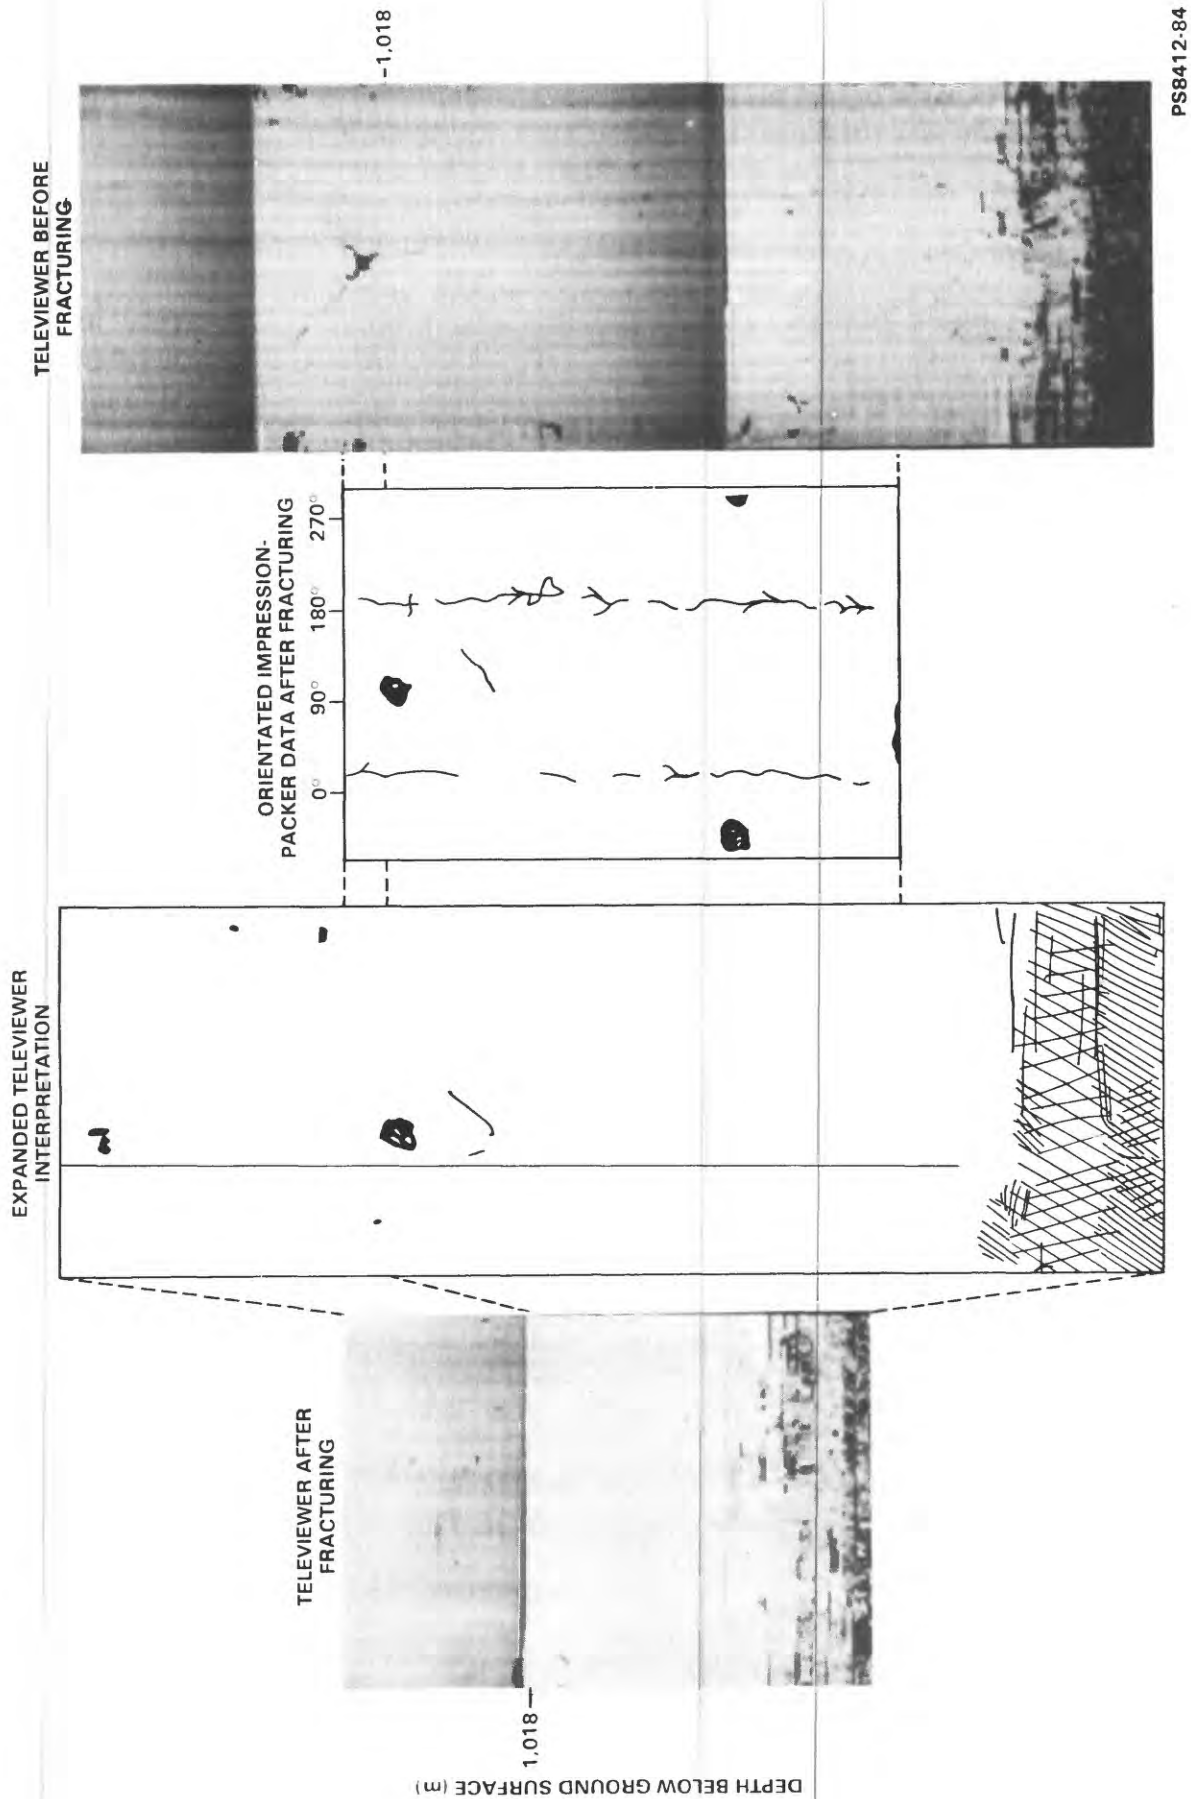 TELEVIEWER BEFORE
FRACTURING
-1,018
ORIENTATED IMPRESSION-
PACKER DATA AFTER FRACTURING
0°
90°
180°
270°
EXPANDED TELEVIEWER
INTERPRETATION
TELEVIEWER AFTER
FRACTURING
1,018-
DEPTH BELOW GROUND SURFACE (m)
PS8412-84